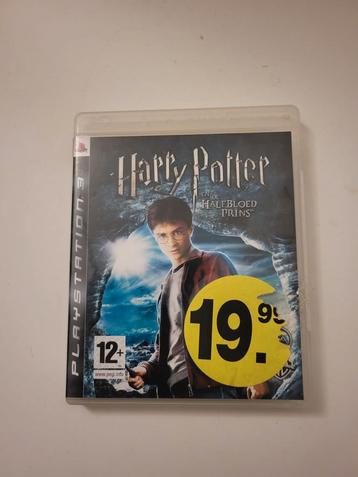 PLAYSTATION 3
Harry Potter
EN DE
HALFBLOED
PRINS
19.99
12+
www.pegi.info